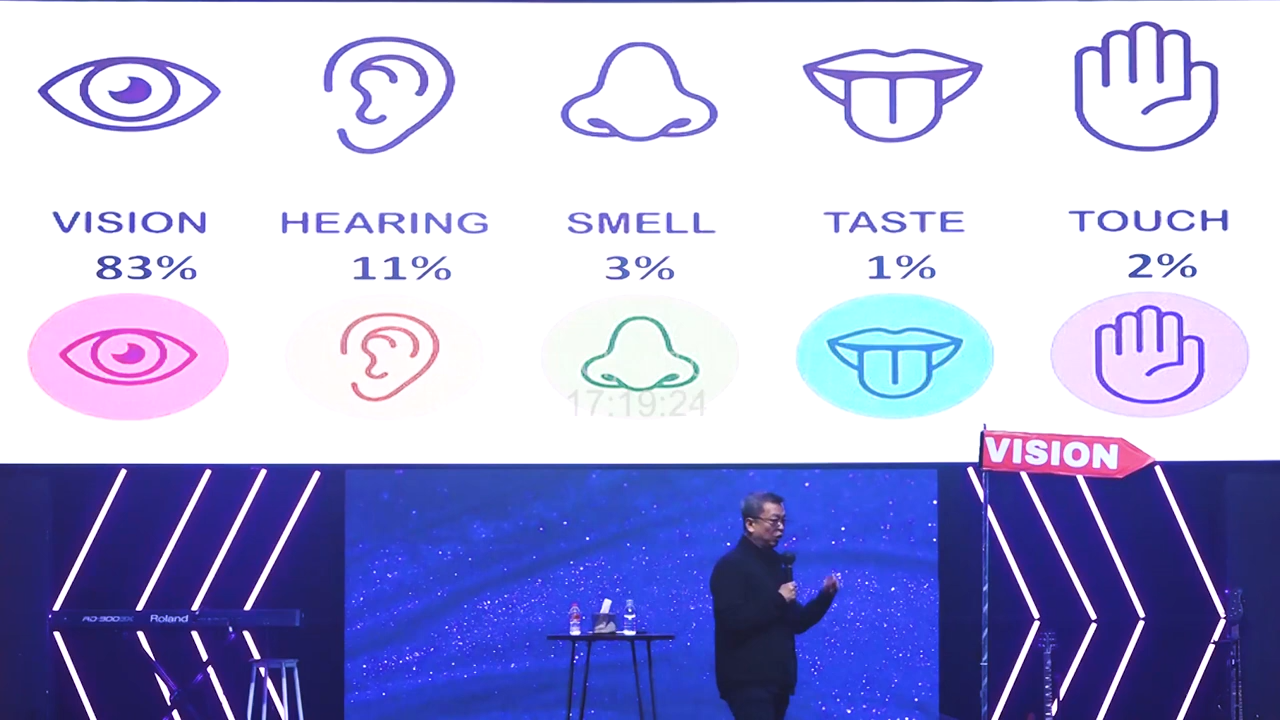 VISION HEARING SMELL TASTE TOUCH
83% 11% 3% 1% 2%
17:19:24
VISION
Roland